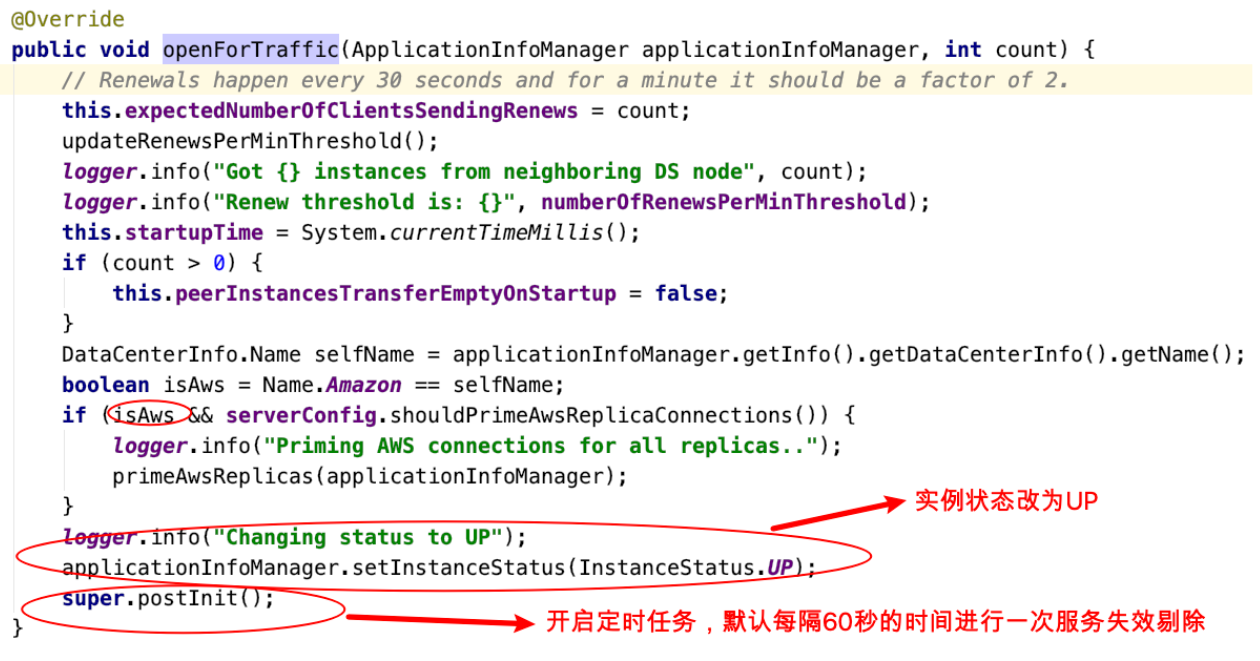 @Override
public void openForTraffic(ApplicationInfoManager applicationInfoManager, int count) {
// Renewals happen every 30 seconds and for a minute it should be a factor of 2.
this.expectedNumberOfClientsSendingRenews = count;
updateRenewsPerMinThreshold();
logger.info("Got {} instances from neighboring DS node", count);
logger.info("Renew threshold is: {}", numberOfRenewsPerMinThreshold);
this.startupTime = System.currentTimeMillis();
if (count > 0) {
this.peerInstancesTransferEmptyOnStartup = false;
}
DataCenterInfo.Name selfName = applicationInfoManager.getInfo().getDataCenterInfo().getName();
boolean isAws = Name.Amazon == selfName;
if (isAws && serverConfig.shouldPrimeAwsReplicaConnections()) {
logger.info("Priming AWS connections for all replicas..");
primeAwsReplicas(applicationInfoManager);
}
实例状态改为UP
logger.info("Changing status to UP");
applicationInfoManager.setInstanceStatus(InstanceStatus.UP);
super.postInit();
开启定时任务，默认每隔60秒的时间进行一次服务失效剔除
}